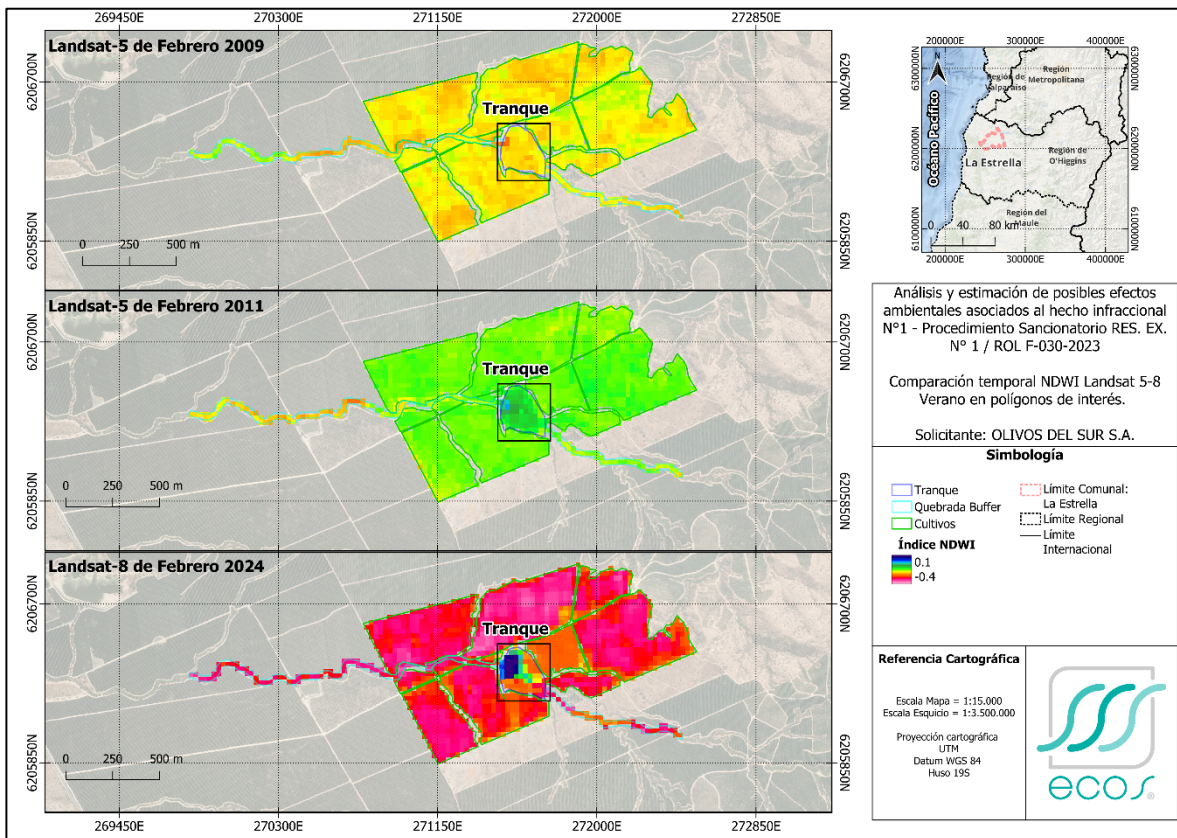 269450E
270300E
271150E
272000E
272850E
Landsat-5 de Febrero 2009
6206700N
6206700N
Tranque
6205850N
6205850N
0 250 500 m
Landsat-5 de Febrero 2011
6206700N
6206700N
Tranque
6205850N
6205850N
0 250 500 m
Landsat-8 de Febrero 2024
6206700N
6206700N
Tranque
6205850N
6205850N
0 250 500 m
269450E
270300E
271150E
272000E
272850E
200000E
300000E
400000E
6300000N
6300000N
N
Región de
Valparaíso
Región
Metropolitana
Océano Pacífico
6200000N
6200000N
La Estrella
Región de
O'Higgins
Región del
Maule
0 40 80 km
6100000N
6100000N
200000E
300000E
400000E
Análisis y estimación de posibles efectos
ambientales asociados al hecho infraccional
N°1 - Procedimiento Sancionatorio RES. EX.
N° 1 / ROL F-030-2023
Comparación temporal NDWI Landsat 5-8
Verano en polígonos de interés.
Solicitante: OLIVOS DEL SUR S.A.
Simbología
Tranque
Quebrada Buffer
Cultivos
Índice NDWI
0.1
-0.4
Límite Comunal:
La Estrella
Límite Regional
Límite
Internacional
Referencia Cartográfica
Escala Mapa = 1:15.000
Escala Esquicio = 1:3.500.000
Proyección cartográfica
UTM
Datum WGS 84
Huso 19S
ecos®